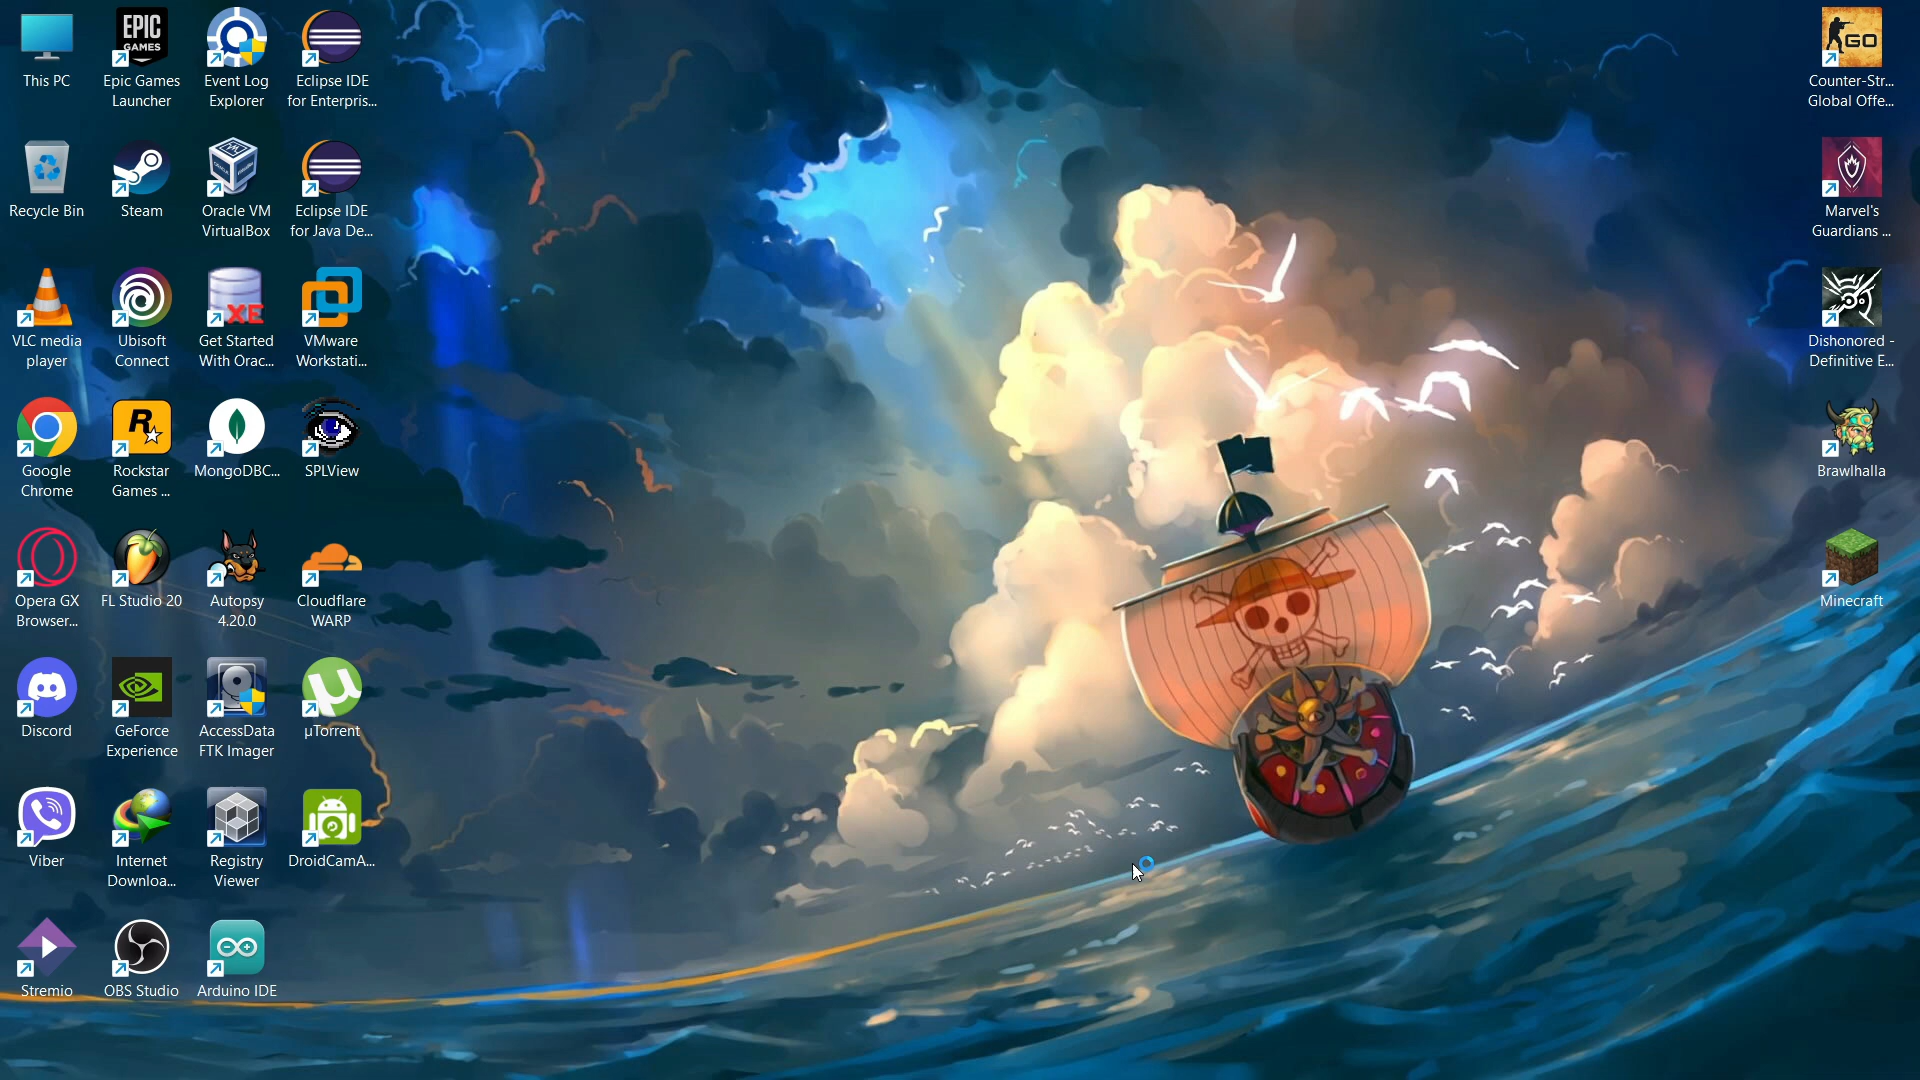 This PC
Recycle Bin
VLC media
player
Google
Chrome
Opera GX
Browser...
Discord
Viber
Stremio
EPIC
GAMES
Epic Games
Launcher
Steam
Ubisoft
Connect
R
Rockstar
Games ...
FL Studio 20
GeForce
Experience
Internet
Downloa...
OBS Studio
Event Log
Explorer
Oracle VM
VirtualBox
XE
Get Started
With Orac...
MongoDBC...
Autopsy
4.20.0
AccessData
FTK Imager
Registry
Viewer
Arduino IDE
Eclipse IDE
for Enterpris...
Eclipse IDE
for Java De...
VMware
Workstati...
SPLView
Cloudflare
WARP
µ
µTorrent
DroidCamA...
GO
Counter-Str...
Global Offe...
Marvel's
Guardians ...
Dishonored -
Definitive E...
Brawlhalla
Minecraft